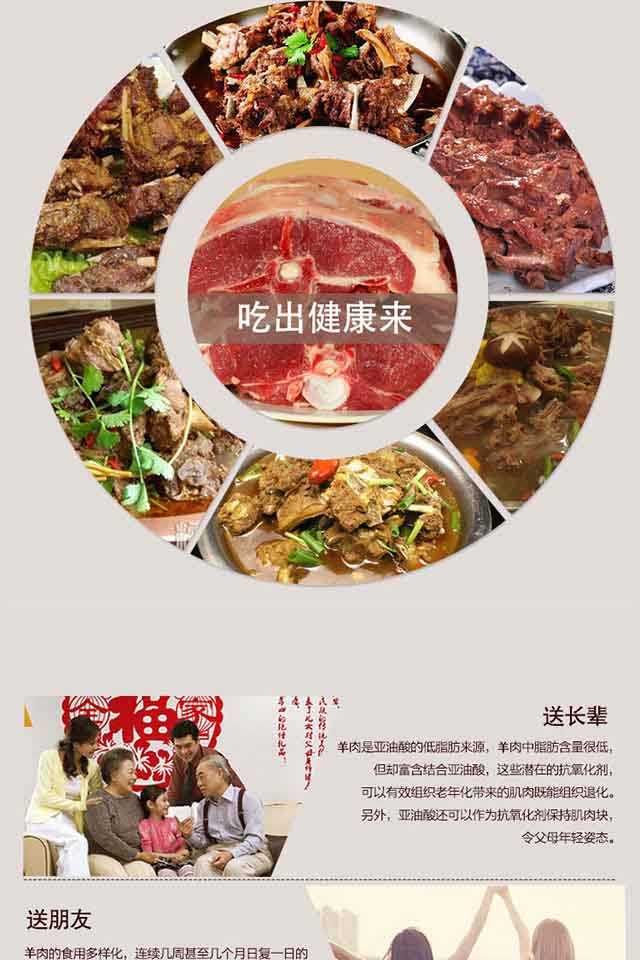 吃出健康来
福
送长辈
羊肉是亚油酸的低脂肪来源，羊肉中脂肪含量很低，
但却富含结合亚油酸，这些潜在的抗氧化剂，
可以有效组织老年化带来的肌肉既能组织退化。
另外，亚油酸还可以作为抗氧化剂保持肌肉块，
令父母年轻姿态。
送朋友
羊肉的食用多样化，连续几周甚至几个月日复一日的